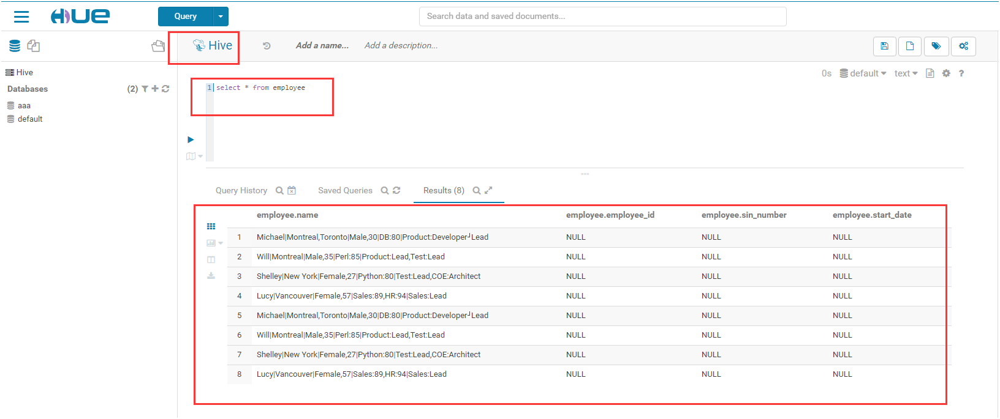 HUE
Query
Search data and saved documents...
Hive
Add a name...
Add a description...
Hive
Databases
(2)
aaa
default
0s
default
text
?
1
select * from employee
Query History
Saved Queries
Results (8)
employee.name employee.employee_id employee.sin_number employee.start_date
1 Michael|Montreal,Toronto|Male,30|DB:80|Product:Developer┘Lead NULL NULL NULL
2 Will|Montreal|Male,35|Perl:85|Product:Lead,Test:Lead NULL NULL NULL
3 Shelley|New York|Female,27|Python:80|Test:Lead,COE:Architect NULL NULL NULL
4 Lucy|Vancouver|Female,57|Sales:89,HR:94|Sales:Lead NULL NULL NULL
5 Michael|Montreal,Toronto|Male,30|DB:80|Product:Developer┘Lead NULL NULL NULL
6 Will|Montreal|Male,35|Perl:85|Product:Lead,Test:Lead NULL NULL NULL
7 Shelley|New York|Female,27|Python:80|Test:Lead,COE:Architect NULL NULL NULL
8 Lucy|Vancouver|Female,57|Sales:89,HR:94|Sales:Lead NULL NULL NULL